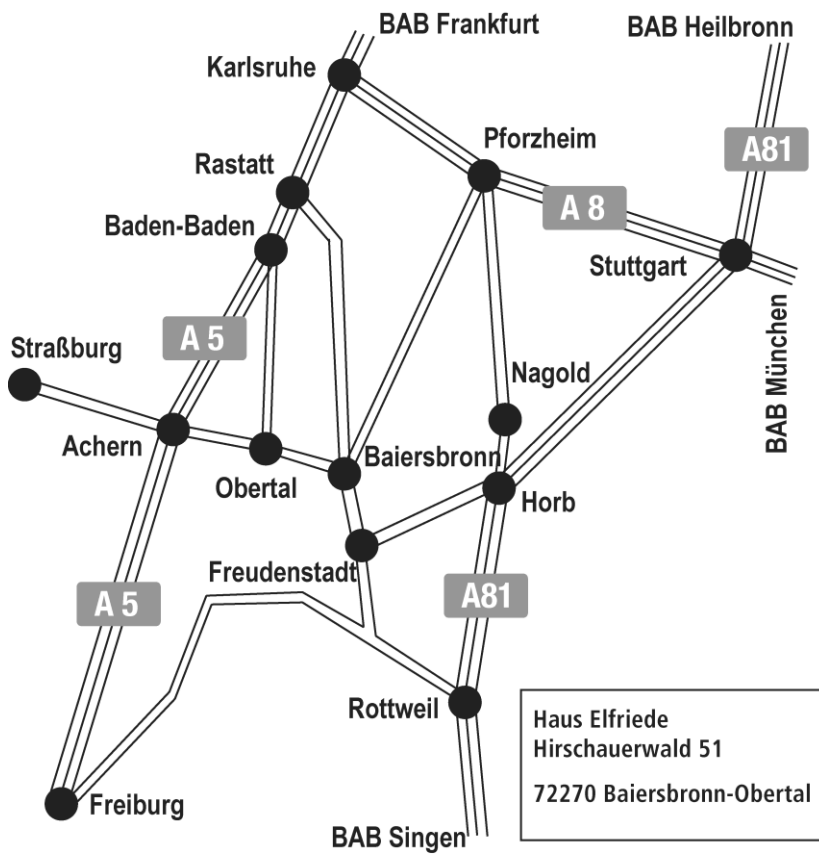 BAB Frankfurt
BAB Heilbronn
Karlsruhe
Pforzheim
A81
Rastatt
A 8
Baden-Baden
Stuttgart
A 5
Straßburg
Nagold
BAB München
Achern
Obertal
Baiersbronn
Horb
Freudenstadt
A 5
A81
Rottweil
Freiburg
BAB Singen
Haus Elfriede
Hirschauerwald 51
72270 Baiersbronn-Obertal